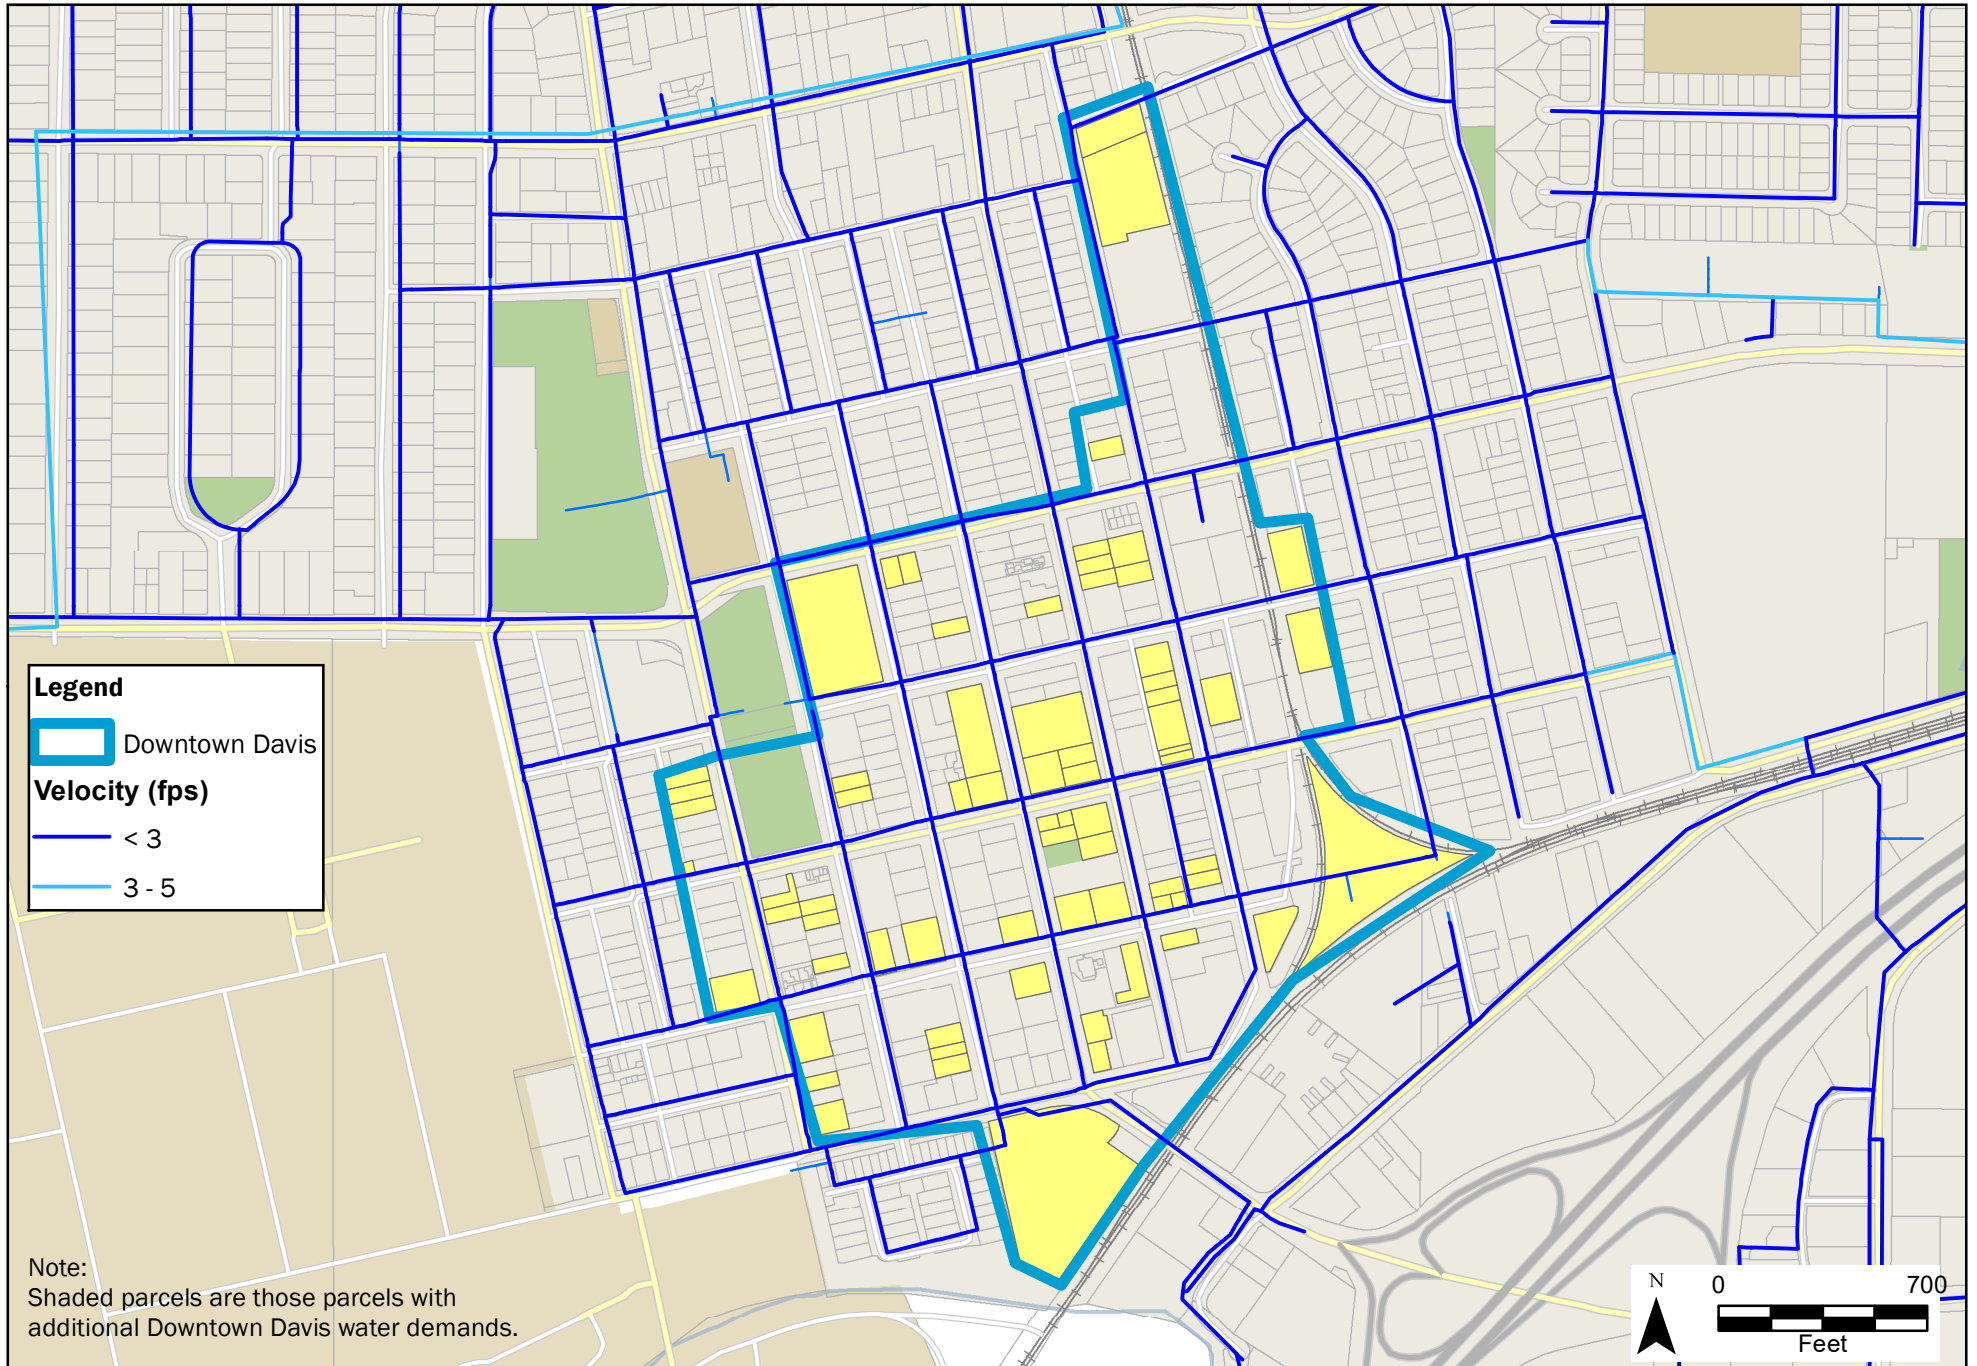 Legend
Downtown Davis
Velocity (fps)
< 3
3 - 5
Note:
Shaded parcels are those parcels with
additional Downtown Davis water demands.
N
0 700
Feet